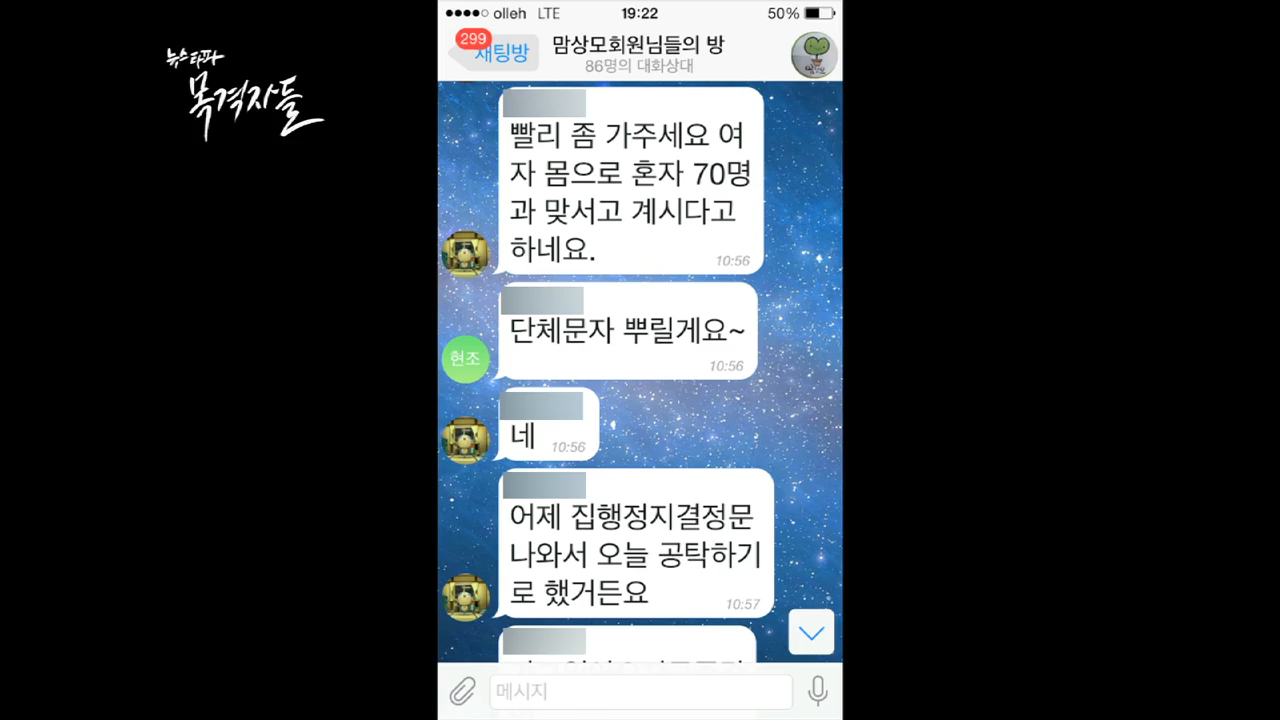 뉴스타파
목격자들
olleh LTE 19:22 50%
299
채팅방
맘상모회원님들의 방
86명의 대화상대
빨리 좀 가주세요 여
자 몸으로 혼자 70명
과 맞서고 계시다고
하네요.
10:56
단체문자 뿌릴게요~
10:56
현조
네
10:56
어제 집행정지결정문
나와서 오늘 공탁하기
로 했거든요
10:57
메시지